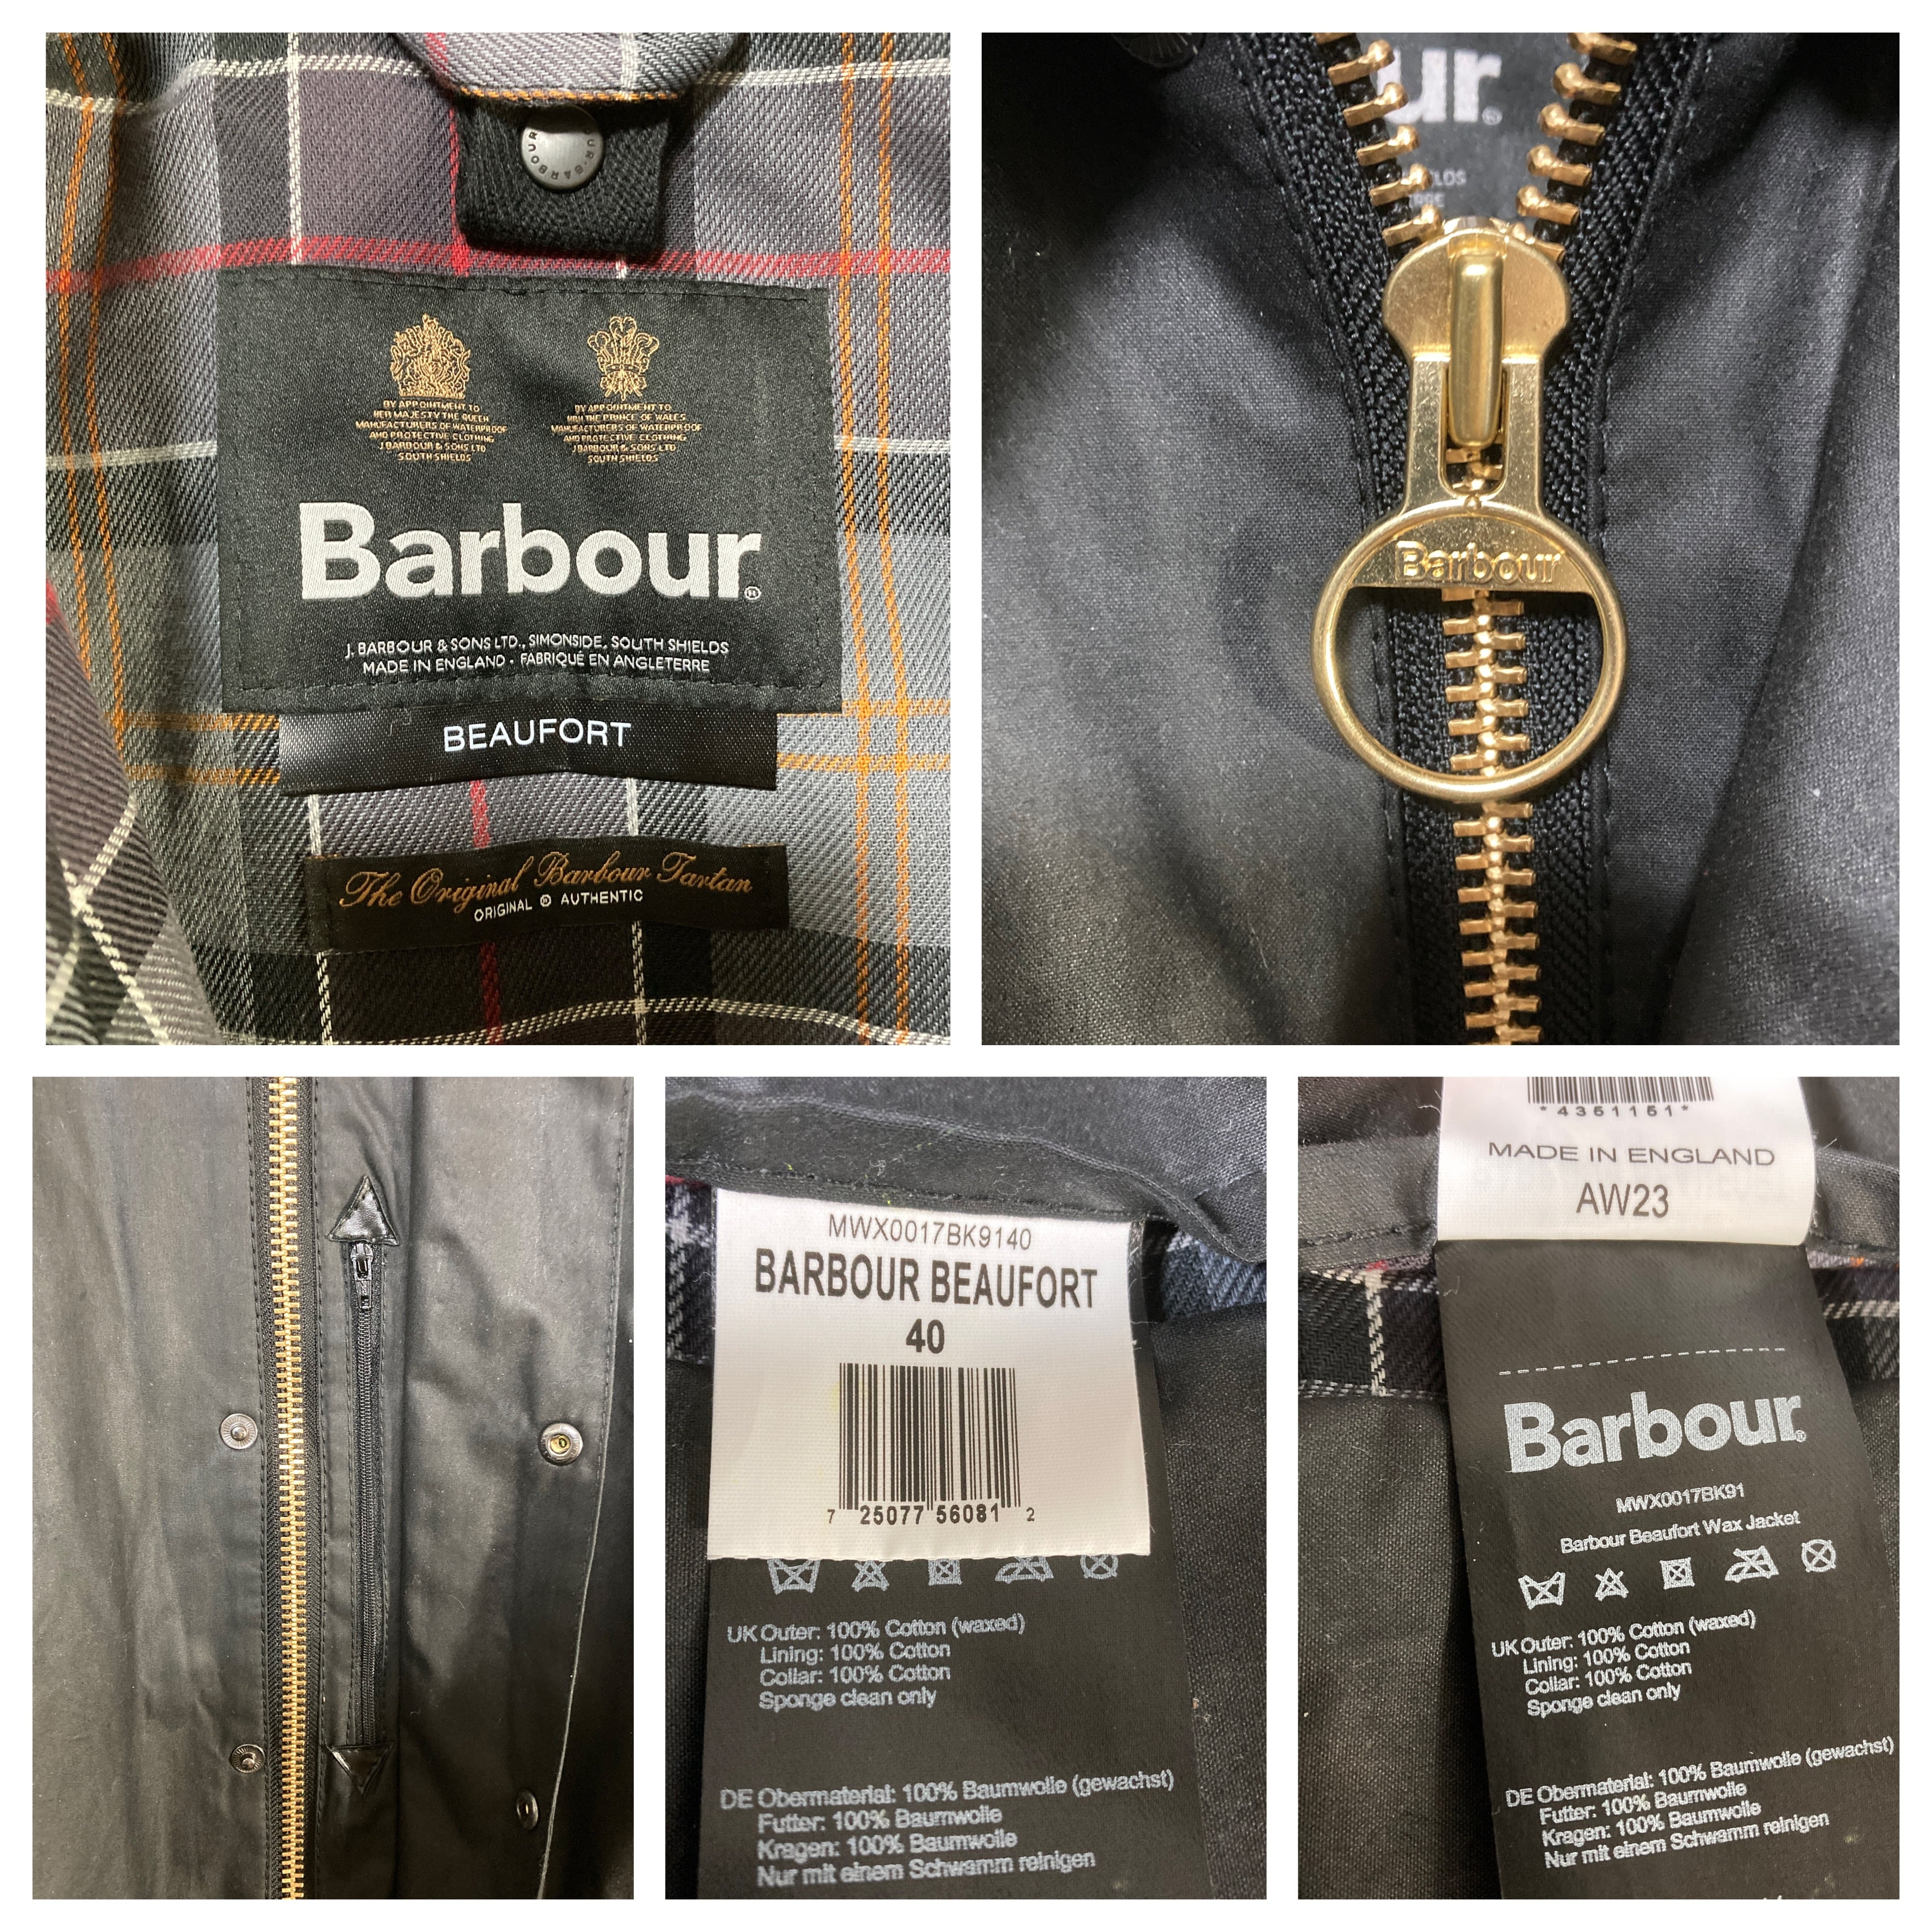 BARBOUR
BY APPOINTMENT TO
HER MAJESTY THE QUEEN
MANUFACTURERS OF WATERPROOF
AND PROTECTIVE CLOTHING
J BARBOUR & SONS LTD
SOUTH SHIELDS
BY APPOINTMENT TO
HRH THE PRINCE OF WALES
MANUFACTURERS OF WATERPROOF
AND PROTECTIVE CLOTHING
J BARBOUR & SONS LTD
SOUTH SHIELDS
Barbour®
J. BARBOUR & SONS LTD., SIMONSIDE, SOUTH SHIELDS
MADE IN ENGLAND · FABRIQUÉ EN ANGLETERRE
BEAUFORT
The Original Barbour Tartan
ORIGINAL ® AUTHENTIC
ur®
Barbour
MWX0017BK9140
BARBOUR BEAUFORT
40
7 25077 56081 2
UK Outer: 100% Cotton (waxed)
Lining: 100% Cotton
Collar: 100% Cotton
Sponge clean only
DE Obermaterial: 100% Baumwolle (gewachst)
Futter: 100% Baumwolle
Kragen: 100% Baumwolle
Nur mit einem Schwamm reinigen
*4351151*
MADE IN ENGLAND
AW23
Barbour®
MWX0017BK91
Barbour Beaufort Wax Jacket
UK Outer: 100% Cotton (waxed)
Lining: 100% Cotton
Collar: 100% Cotton
Sponge clean only
DE Obermaterial: 100% Baumwolle (gewachst)
Futter: 100% Baumwolle
Kragen: 100% Baumwolle
Nur mit einem Schwamm reinigen